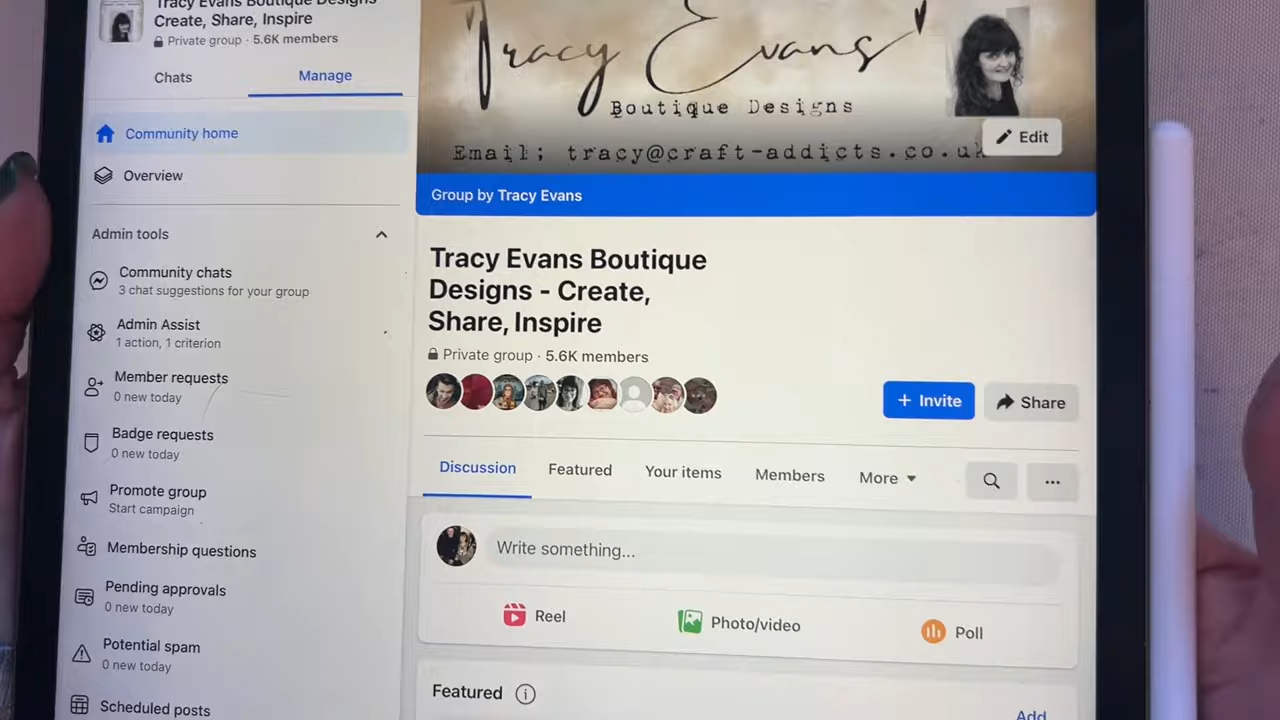 Tracy Evans Boutique Designs
Create, Share, Inspire
Private group · 5.6K members
Chats
Manage
Community home
Overview
Admin tools
Community chats
3 chat suggestions for your group
Admin Assist
1 action, 1 criterion
Member requests
0 new today
Badge requests
0 new today
Promote group
Start campaign
Membership questions
Pending approvals
0 new today
Potential spam
0 new today
Scheduled posts
Tracy Evans
Boutique Designs
Email; tracy@craft-addicts.co.uk
Edit
Group by Tracy Evans
Tracy Evans Boutique
Designs - Create,
Share, Inspire
Private group · 5.6K members
+ Invite
Share
Discussion
Featured
Your items
Members
More
Write something...
Reel
Photo/video
Poll
Featured
Add